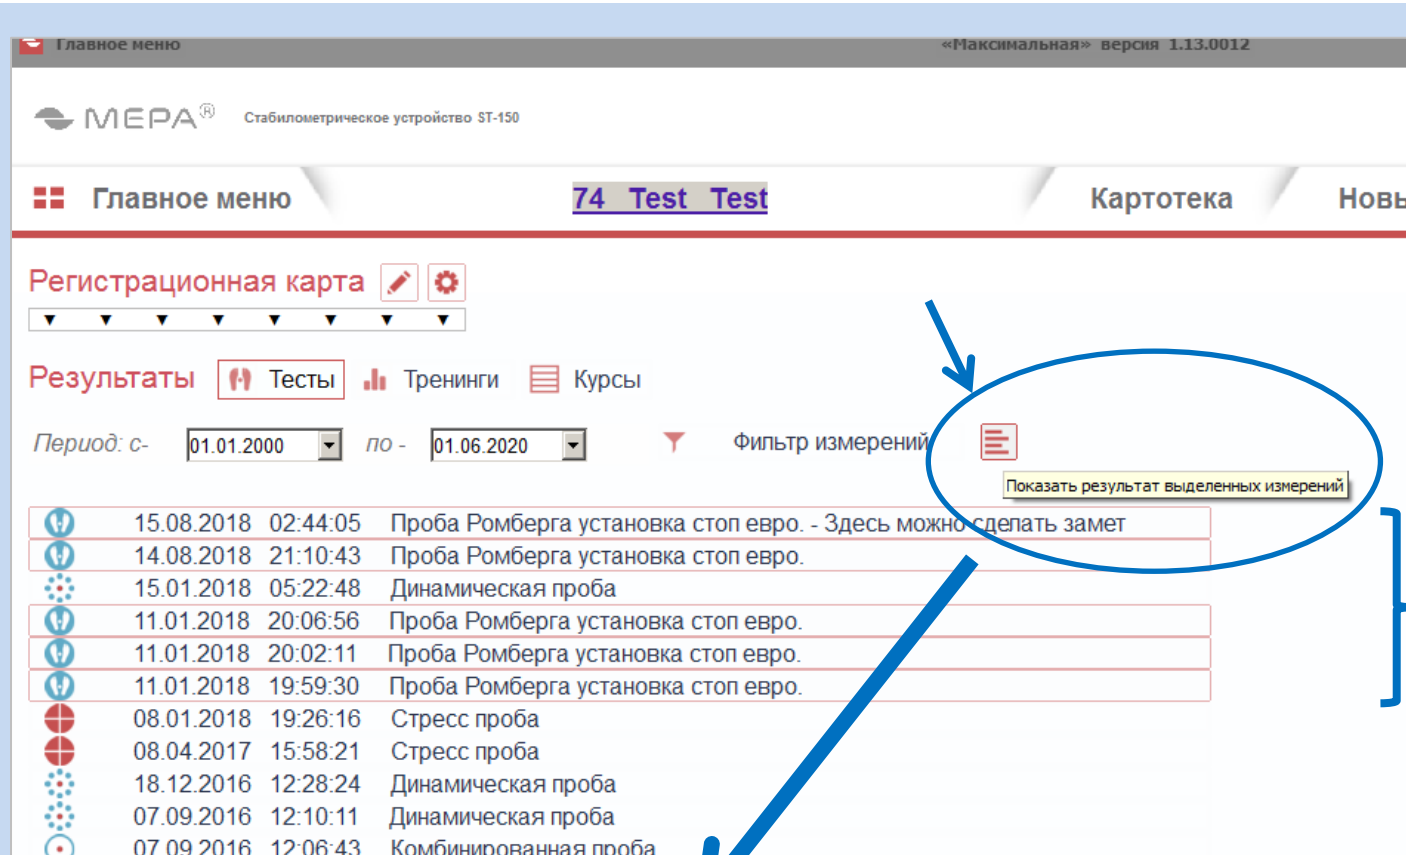 Главное меню «Максимальная» версия 1.13.0012
МЕРА® Стабилометрическое устройство ST-150
Главное меню 74 Test Test Картотека Новы
Регистрационная карта
Результаты Тесты Тренинги Курсы
Период: с- 01.01.2000 по - 01.06.2020 Фильтр измерений
Показать результат выделенных измерений
15.08.2018 02:44:05 Проба Ромберга установка стоп евро. - Здесь можно сделать замет
14.08.2018 21:10:43 Проба Ромберга установка стоп евро.
15.01.2018 05:22:48 Динамическая проба
11.01.2018 20:06:56 Проба Ромберга установка стоп евро.
11.01.2018 20:02:11 Проба Ромберга установка стоп евро.
11.01.2018 19:59:30 Проба Ромберга установка стоп евро.
08.01.2018 19:26:16 Стресс проба
08.04.2017 15:58:21 Стресс проба
18.12.2016 12:28:24 Динамическая проба
07.09.2016 12:10:11 Динамическая проба
07.09.2016 12:06:43 Комбинированная проба